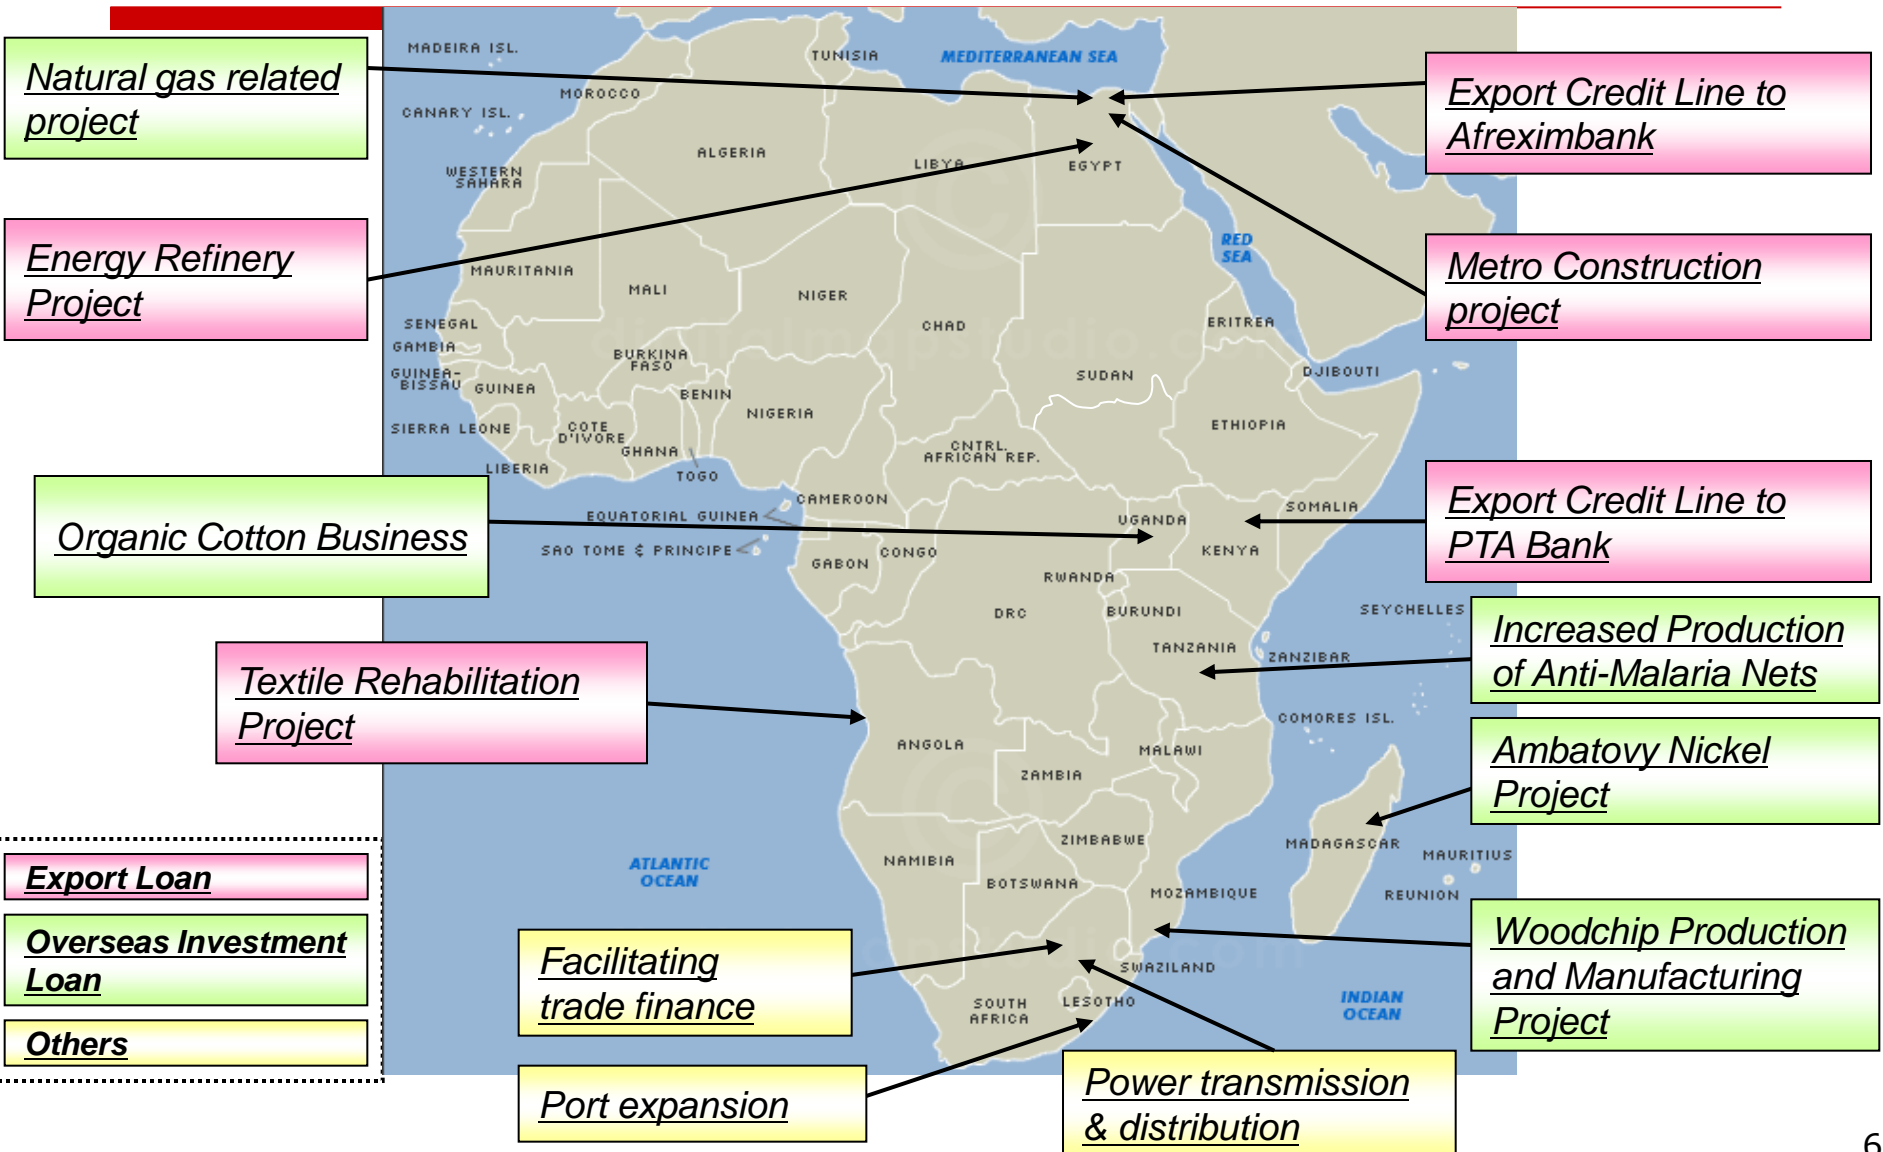 Natural gas related
project
Energy Refinery
Project
Organic Cotton Business
Textile Rehabilitation
Project
Export Loan
Overseas Investment
Loan
Others
Facilitating
trade finance
Port expansion
Power transmission
& distribution
Export Credit Line to
Afreximbank
Metro Construction
project
Export Credit Line to
PTA Bank
Increased Production
of Anti-Malaria Nets
Ambatovy Nickel
Project
Woodchip Production
and Manufacturing
Project
MADEIRA ISL.
TUNISIA
MEDITERRANEAN SEA
MOROCCO
CANARY ISL.
ALGERIA
LIBYA
EGYPT
WESTERN
SAHARA
RED
SEA
MAURITANIA
MALI
NIGER
CHAD
ERITREA
SENEGAL
GAMBIA
GUINEA-
BISSAU
GUINEA
BURKINA
FASO
BENIN
NIGERIA
SUDAN
DJIBOUTI
SIERRA LEONE
COTE
D'IVORE
GHANA
ETHIOPIA
CNTRL.
AFRICAN REP.
LIBERIA
TOGO
CAMEROON
SOMALIA
EQUATORIAL GUINEA
UGANDA
SAO TOME & PRINCIPE
GABON
CONGO
KENYA
RWANDA
DRC
BURUNDI
SEYCHELLES
TANZANIA
ZANZIBAR
COMORES ISL.
ANGOLA
MALAWI
ZAMBIA
ZIMBABWE
MADAGASCAR
MAURITIUS
ATLANTIC
OCEAN
NAMIBIA
BOTSWANA
MOZAMBIQUE
REUNION
SWAZILAND
SOUTH
AFRICA
LESOTHO
INDIAN
OCEAN
6